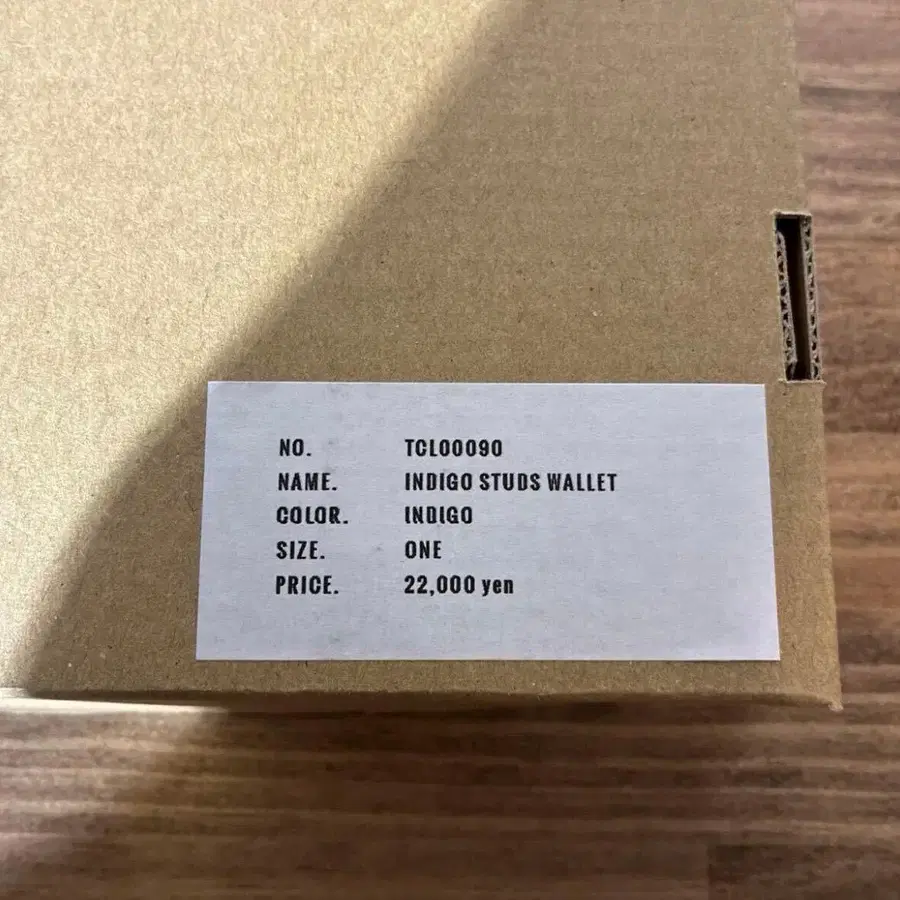 NO. TCL00090
NAME. INDIGO STUDS WALLET
COLOR. INDIGO
SIZE. ONE
PRICE. 22,000 yen